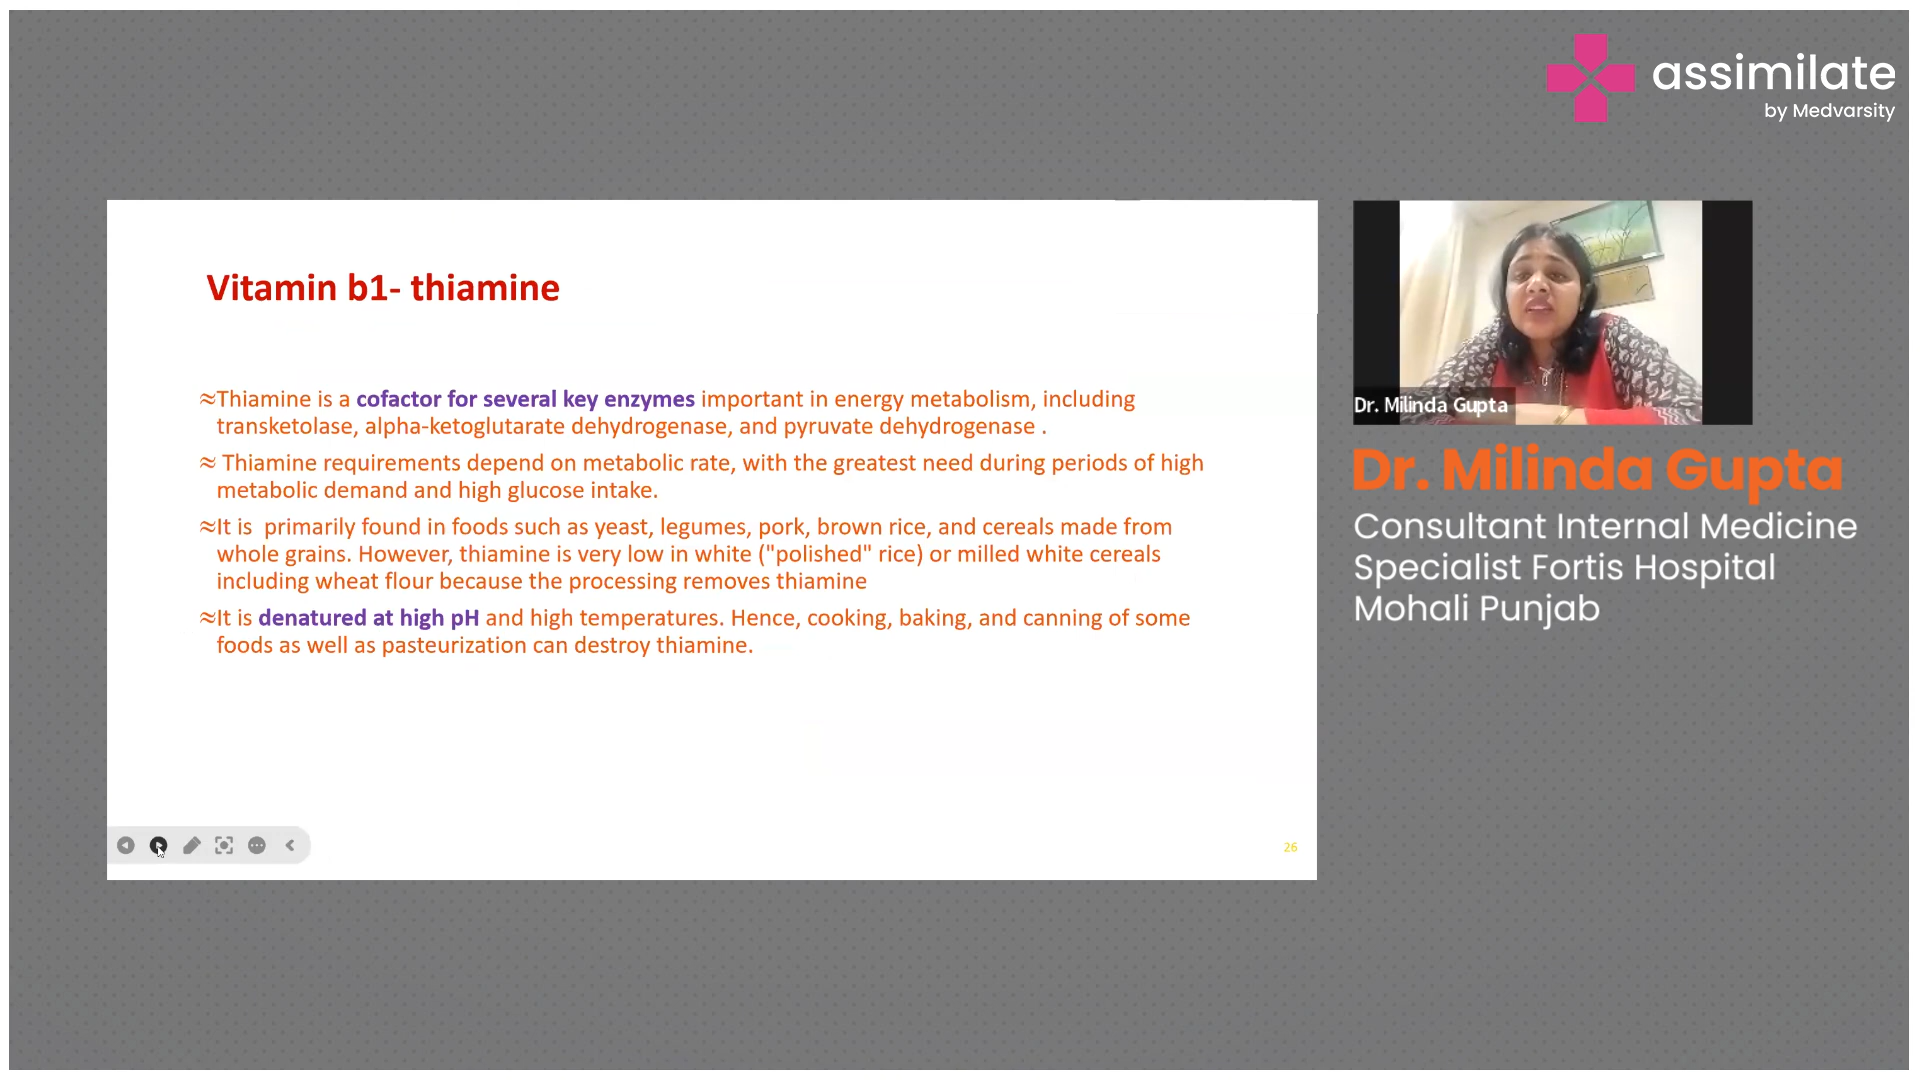 assimilate
by Medvarsity
Vitamin b1- thiamine
≈Thiamine is a cofactor for several key enzymes important in energy metabolism, including
transketolase, alpha-ketoglutarate dehydrogenase, and pyruvate dehydrogenase .
≈ Thiamine requirements depend on metabolic rate, with the greatest need during periods of high
metabolic demand and high glucose intake.
≈It is  primarily found in foods such as yeast, legumes, pork, brown rice, and cereals made from
whole grains. However, thiamine is very low in white ("polished" rice) or milled white cereals
including wheat flour because the processing removes thiamine
≈It is denatured at high pH and high temperatures. Hence, cooking, baking, and canning of some
foods as well as pasteurization can destroy thiamine.
26
Dr. Milinda Gupta
Dr. Milinda Gupta
Consultant Internal Medicine
Specialist Fortis Hospital
Mohali Punjab